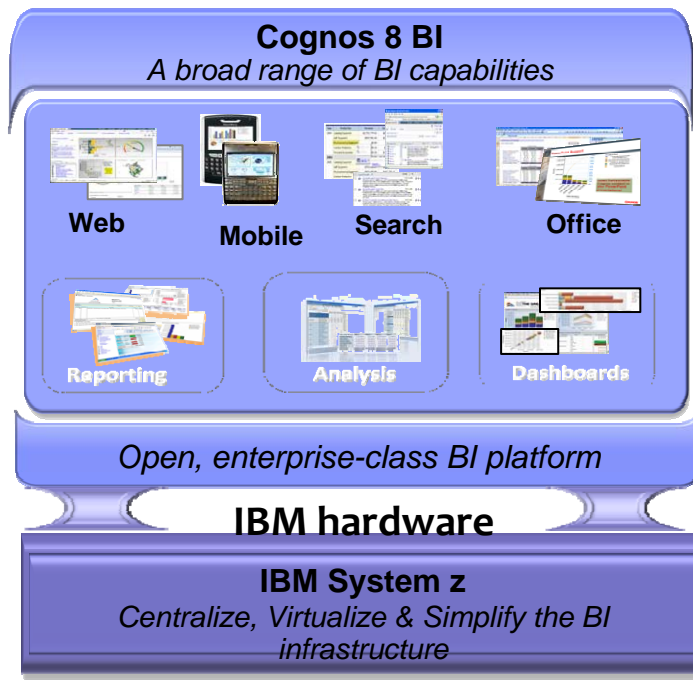 Cognos 8 BI
A broad range of BI capabilities
Web
Mobile
Search
Office
Reporting
Analysis
Dashboards
Open, enterprise-class BI platform
IBM hardware
IBM System z
Centralize, Virtualize & Simplify the BI
infrastructure